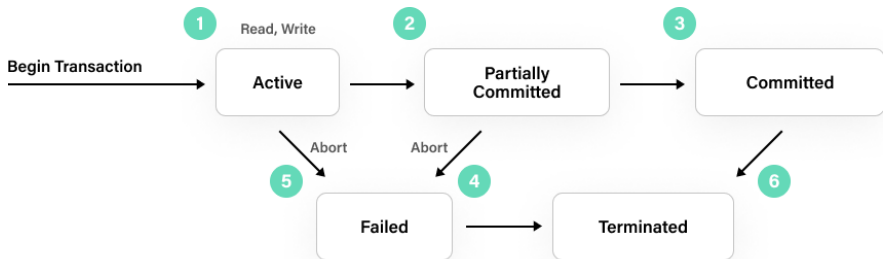 1
Read, Write
2
3
Begin Transaction
Active
Partially
Committed
Committed
Abort
Abort
5
4
6
Failed
Terminated